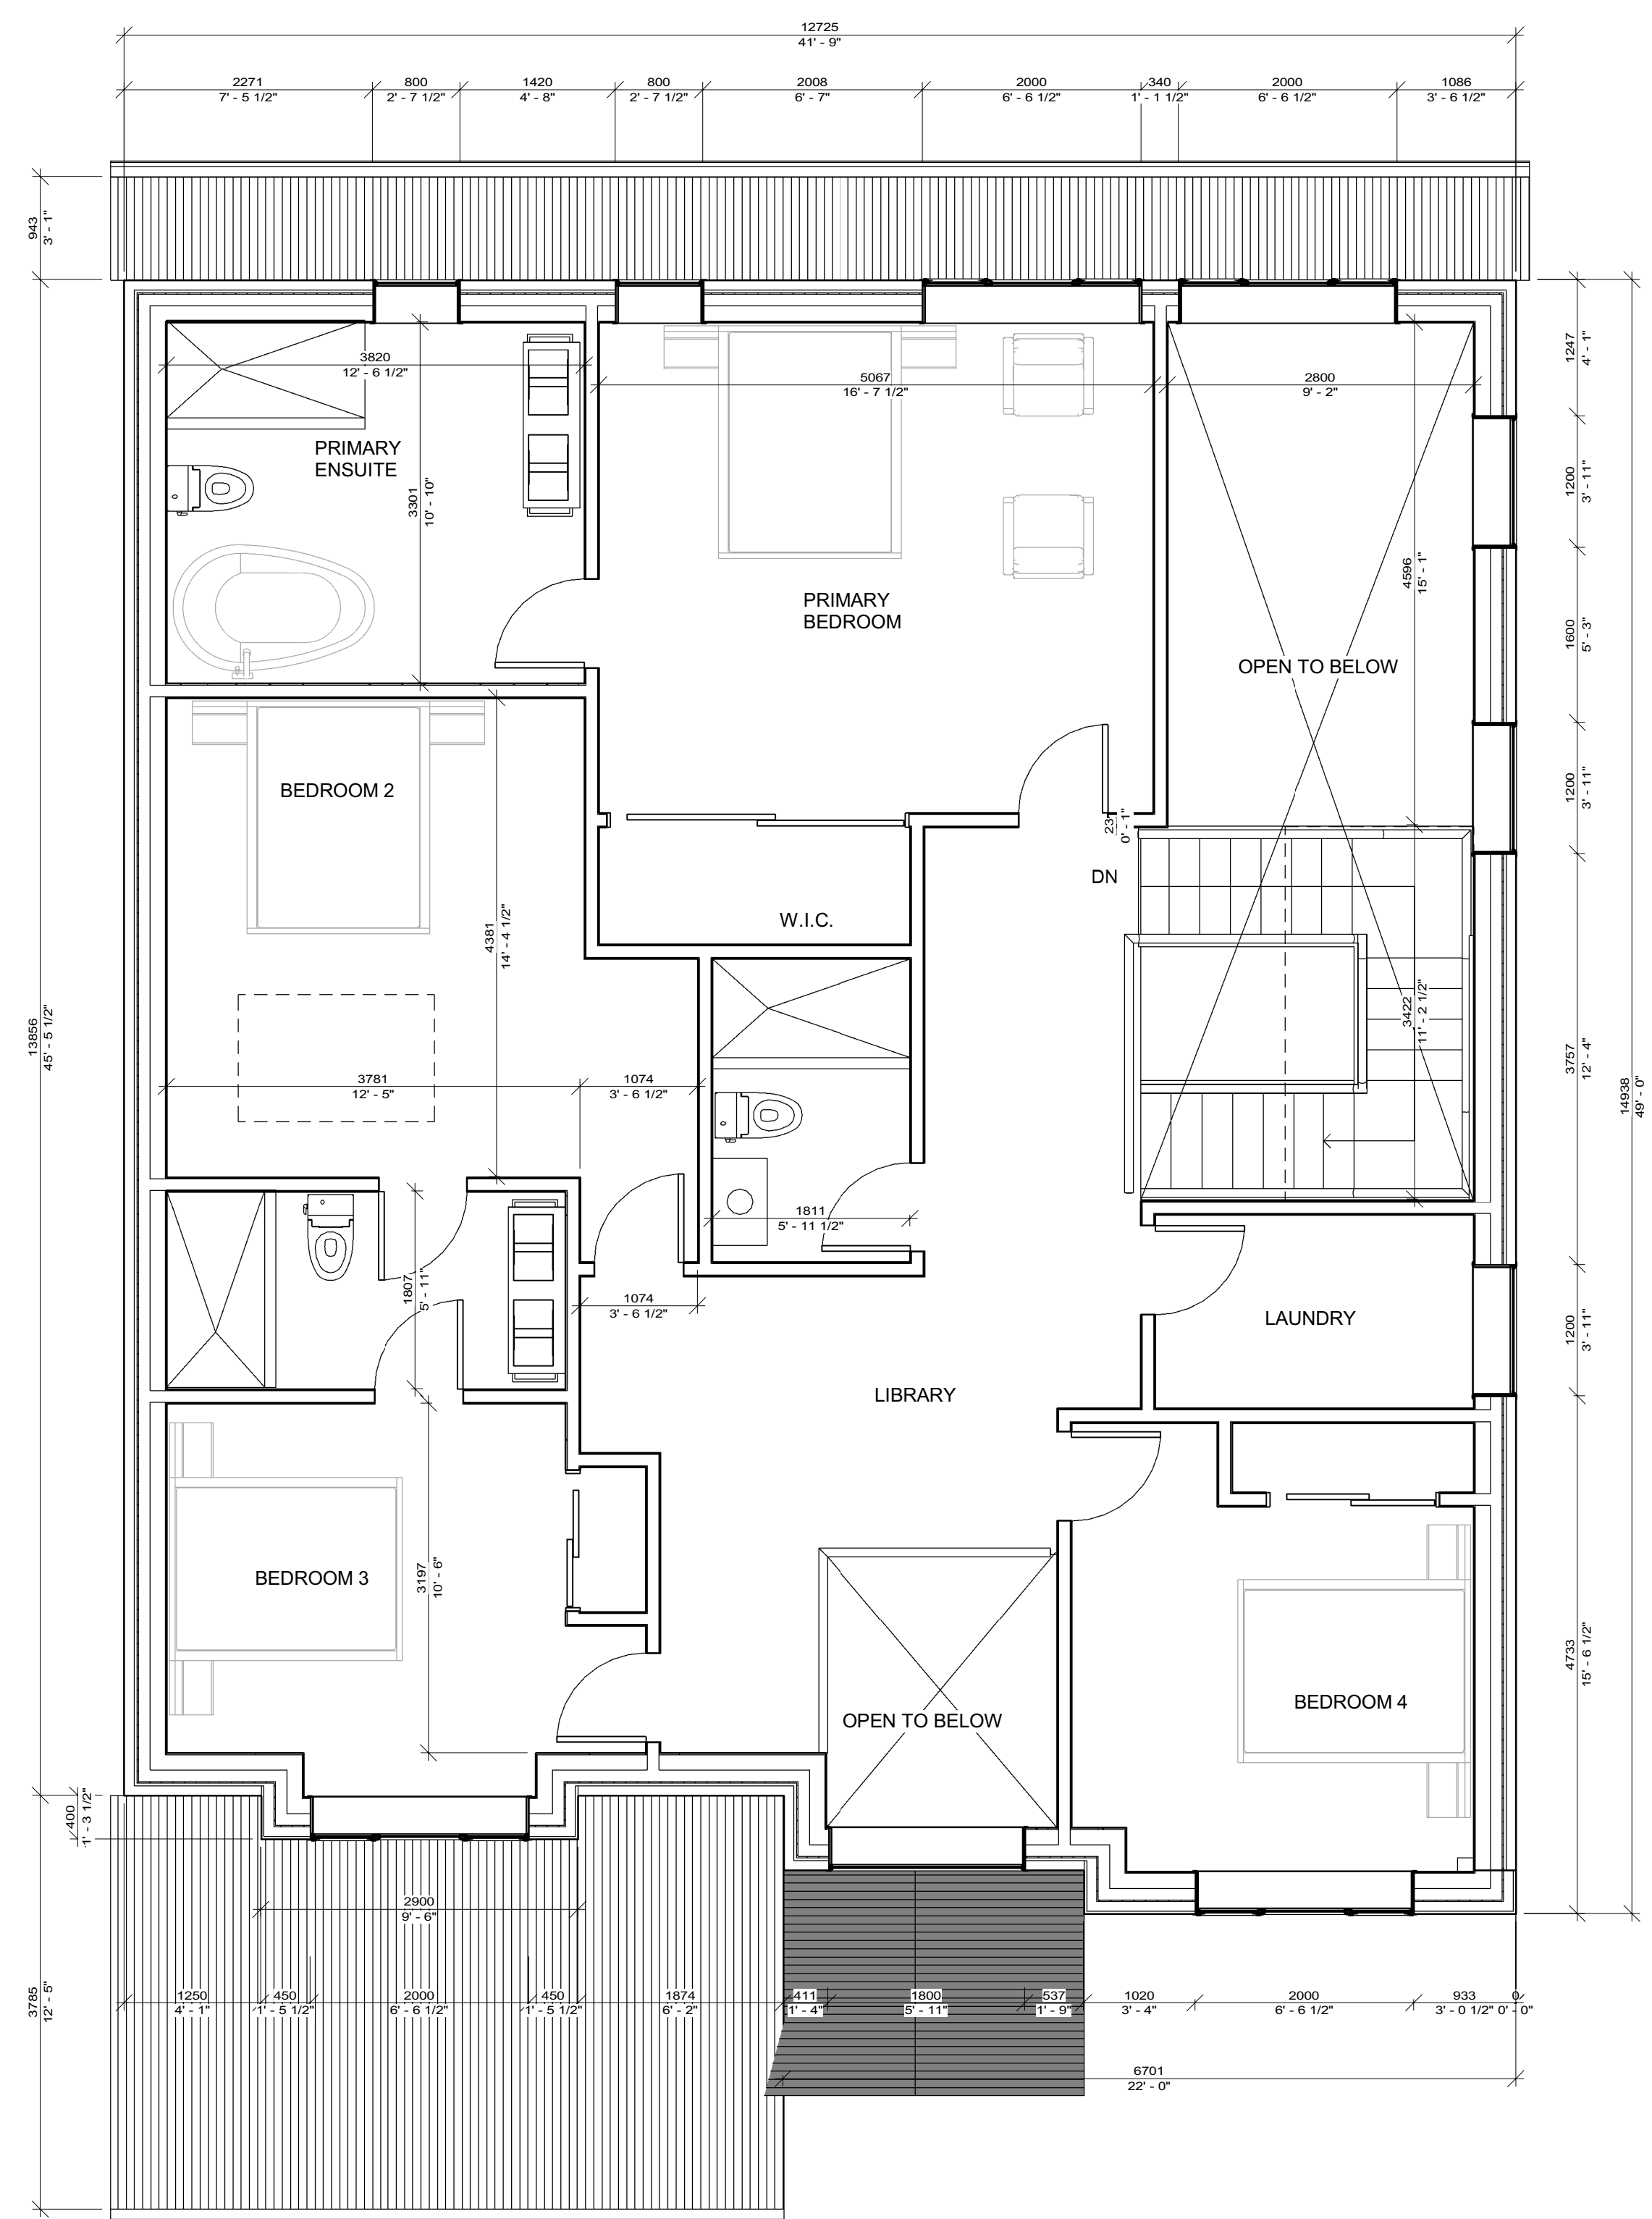 12725
41' - 9"
2271
7' - 5 1/2"
800
2' - 7 1/2"
1420
4' - 8"
800
2' - 7 1/2"
2008
6' - 7"
2000
6' - 6 1/2"
340
1' - 1 1/2"
2000
6' - 6 1/2"
1086
3' - 6 1/2"
943
3' - 1"
1247
4' - 1"
3820
12' - 6 1/2"
5067
16' - 7 1/2"
2800
9' - 2"
PRIMARY
ENSUITE
3301
10' - 10"
1200
3' - 11"
4596
15' - 1"
PRIMARY
BEDROOM
1600
5' - 3"
OPEN TO BELOW
BEDROOM 2
1200
3' - 11"
23
0' - 1"
DN
W.I.C.
4381
14' - 4 1/2"
13856
45' - 5 1/2"
3422
11' - 2 1/2"
3757
12' - 4"
14938
49' - 0"
3781
12' - 5"
1074
3' - 6 1/2"
1811
5' - 11 1/2"
1807
5' - 11"
1074
3' - 6 1/2"
LAUNDRY
1200
3' - 11"
LIBRARY
BEDROOM 3
3197
10' - 6"
4733
15' - 6 1/2"
BEDROOM 4
OPEN TO BELOW
400
1' - 3 1/2"
2900
9' - 6"
3785
12' - 5"
1250
4' - 1"
450
1' - 5 1/2"
2000
6' - 6 1/2"
450
1' - 5 1/2"
1874
6' - 2"
411
1' - 4"
1800
5' - 11"
537
1' - 9"
1020
3' - 4"
2000
6' - 6 1/2"
933
3' - 0 1/2"
0
0' - 0"
6701
22' - 0"